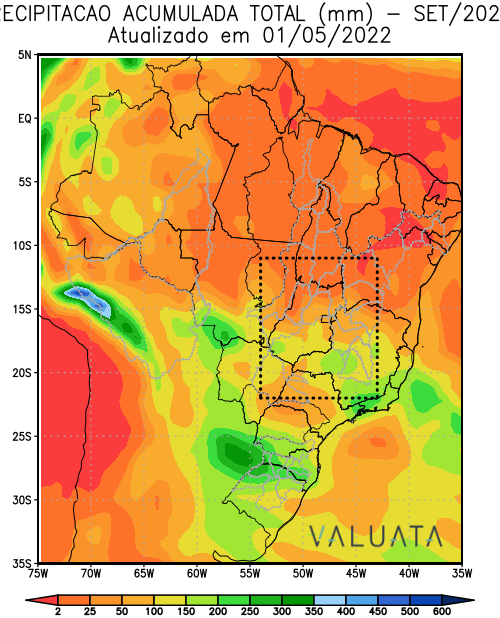 RECIPITACAO ACUMULADA TOTAL (mm) – SET/202
Atualizado em 01/05/2022
5N
EQ
5S
10S
15S
20S
25S
30S
35S
VALUATA
75W 70W 65W 60W 55W 50W 45W 40W 35W
2 25 50 100 150 200 250 300 350 400 450 500 600